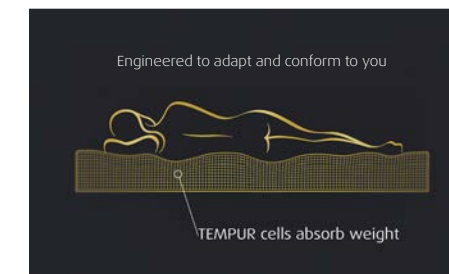 Engineered to adapt and conform to you
TEMPUR cells absorb weight